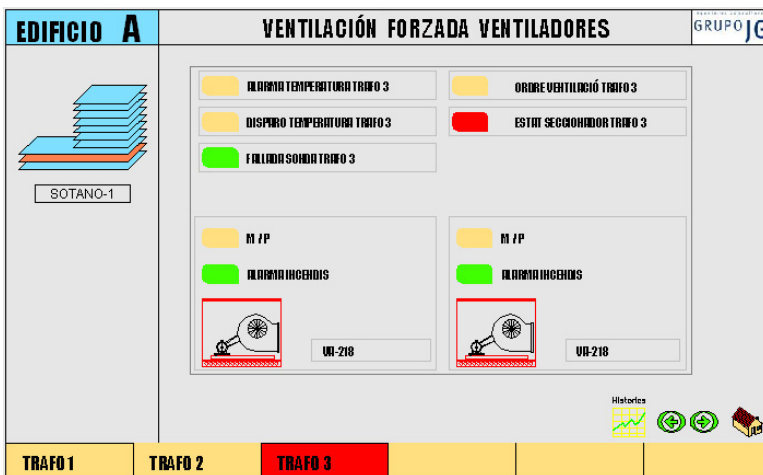 EDIFICIO A
VENTILACIÓN FORZADA VENTILADORES
GRUPO JG
ALARMA TEMPERATURA TRAFO 3
ORDRE VENTILACIÓ TRAFO 3
DISPARO TEMPERATURA TRAFO 3
ESTAT SECCIONADOR TRAFO 3
FALLADA SONDA TRAFO 3
SOTANO-1
M / P
M / P
ALARMA INCENDIS
ALARMA INCENDIS
VA-218
VA-218
Historics
TRAFO 1
TRAFO 2
TRAFO 3